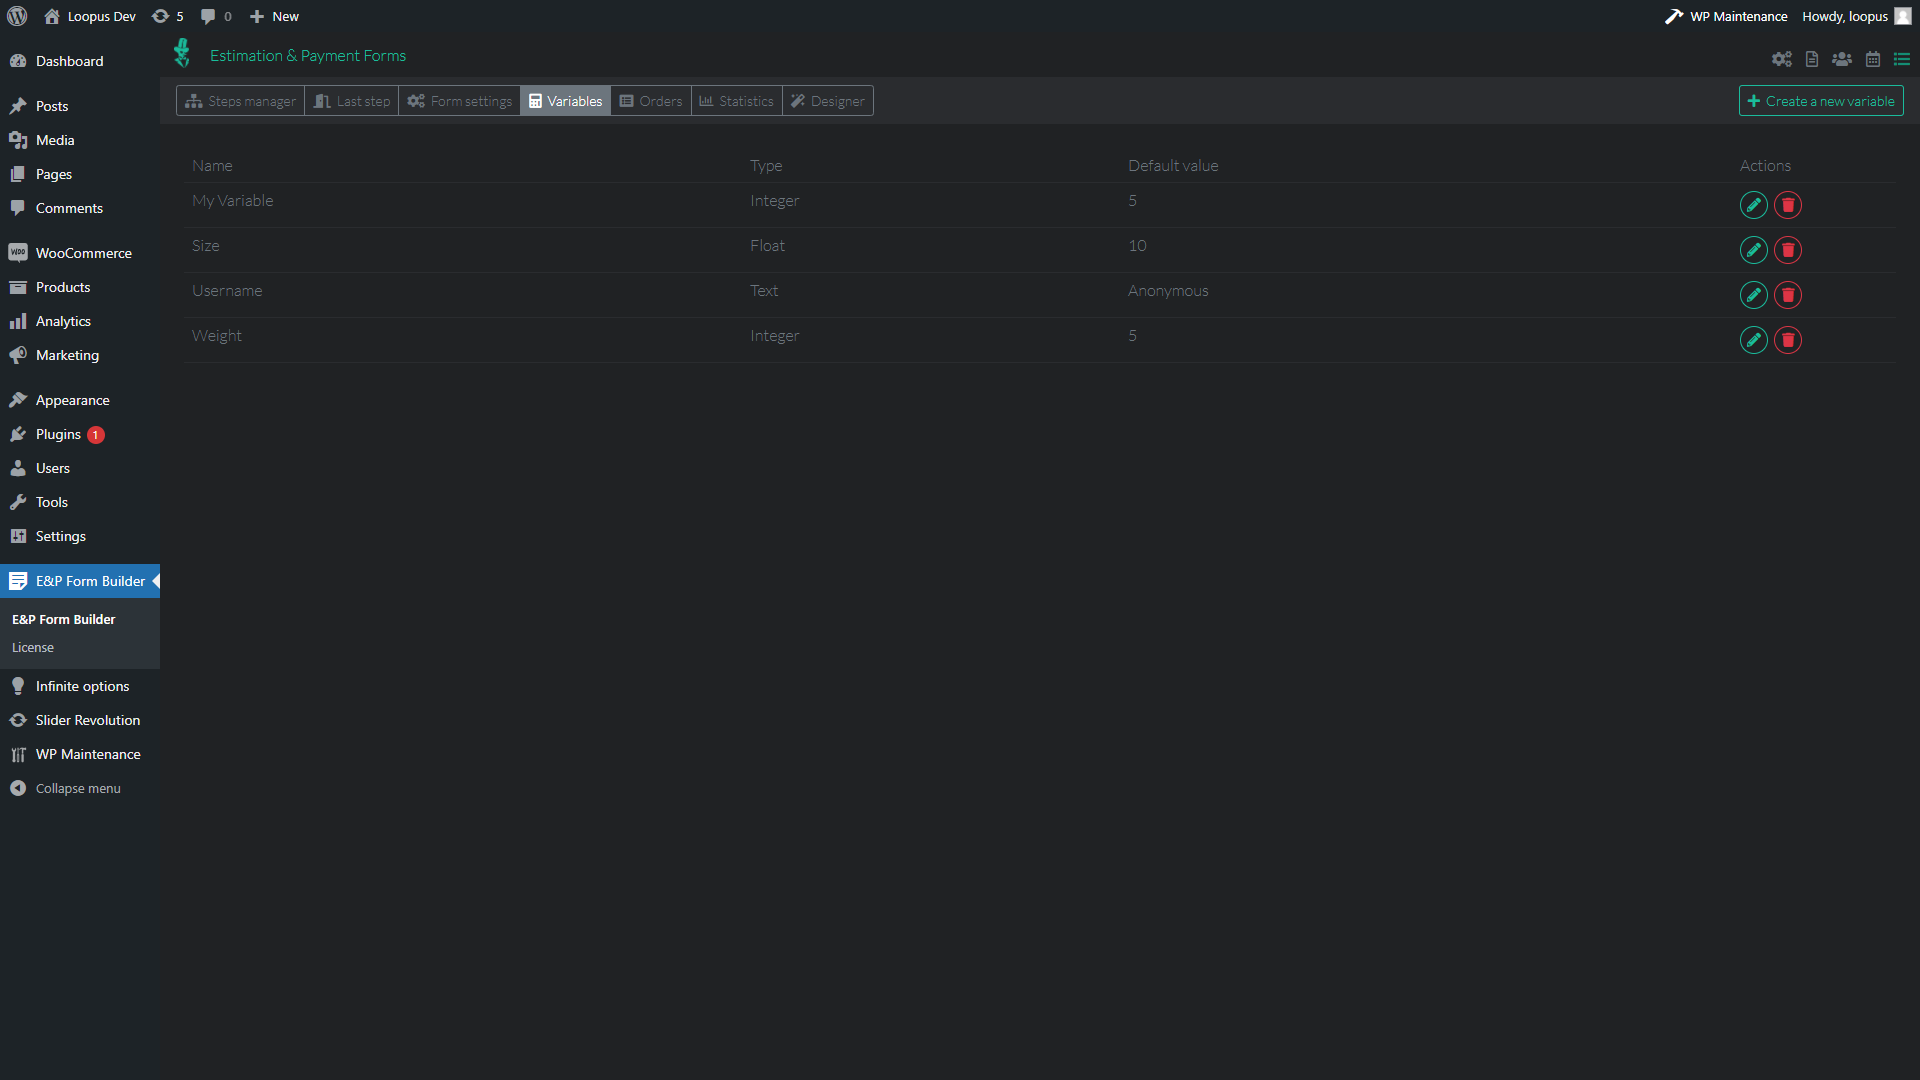 Loopus Dev 5 0 New WP Maintenance Howdy, loopus
Dashboard
Posts
Media
Pages
Comments
WOO WooCommerce
Products
Analytics
Marketing
Appearance
Plugins 1
Users
Tools
Settings
E&P Form Builder
E&P Form Builder
License
Infinite options
Slider Revolution
WP Maintenance
Collapse menu
Estimation & Payment Forms
Steps manager Last step Form settings Variables Orders Statistics Designer Create a new variable
Name Type Default value Actions
My Variable Integer 5
Size Float 10
Username Text Anonymous
Weight Integer 5